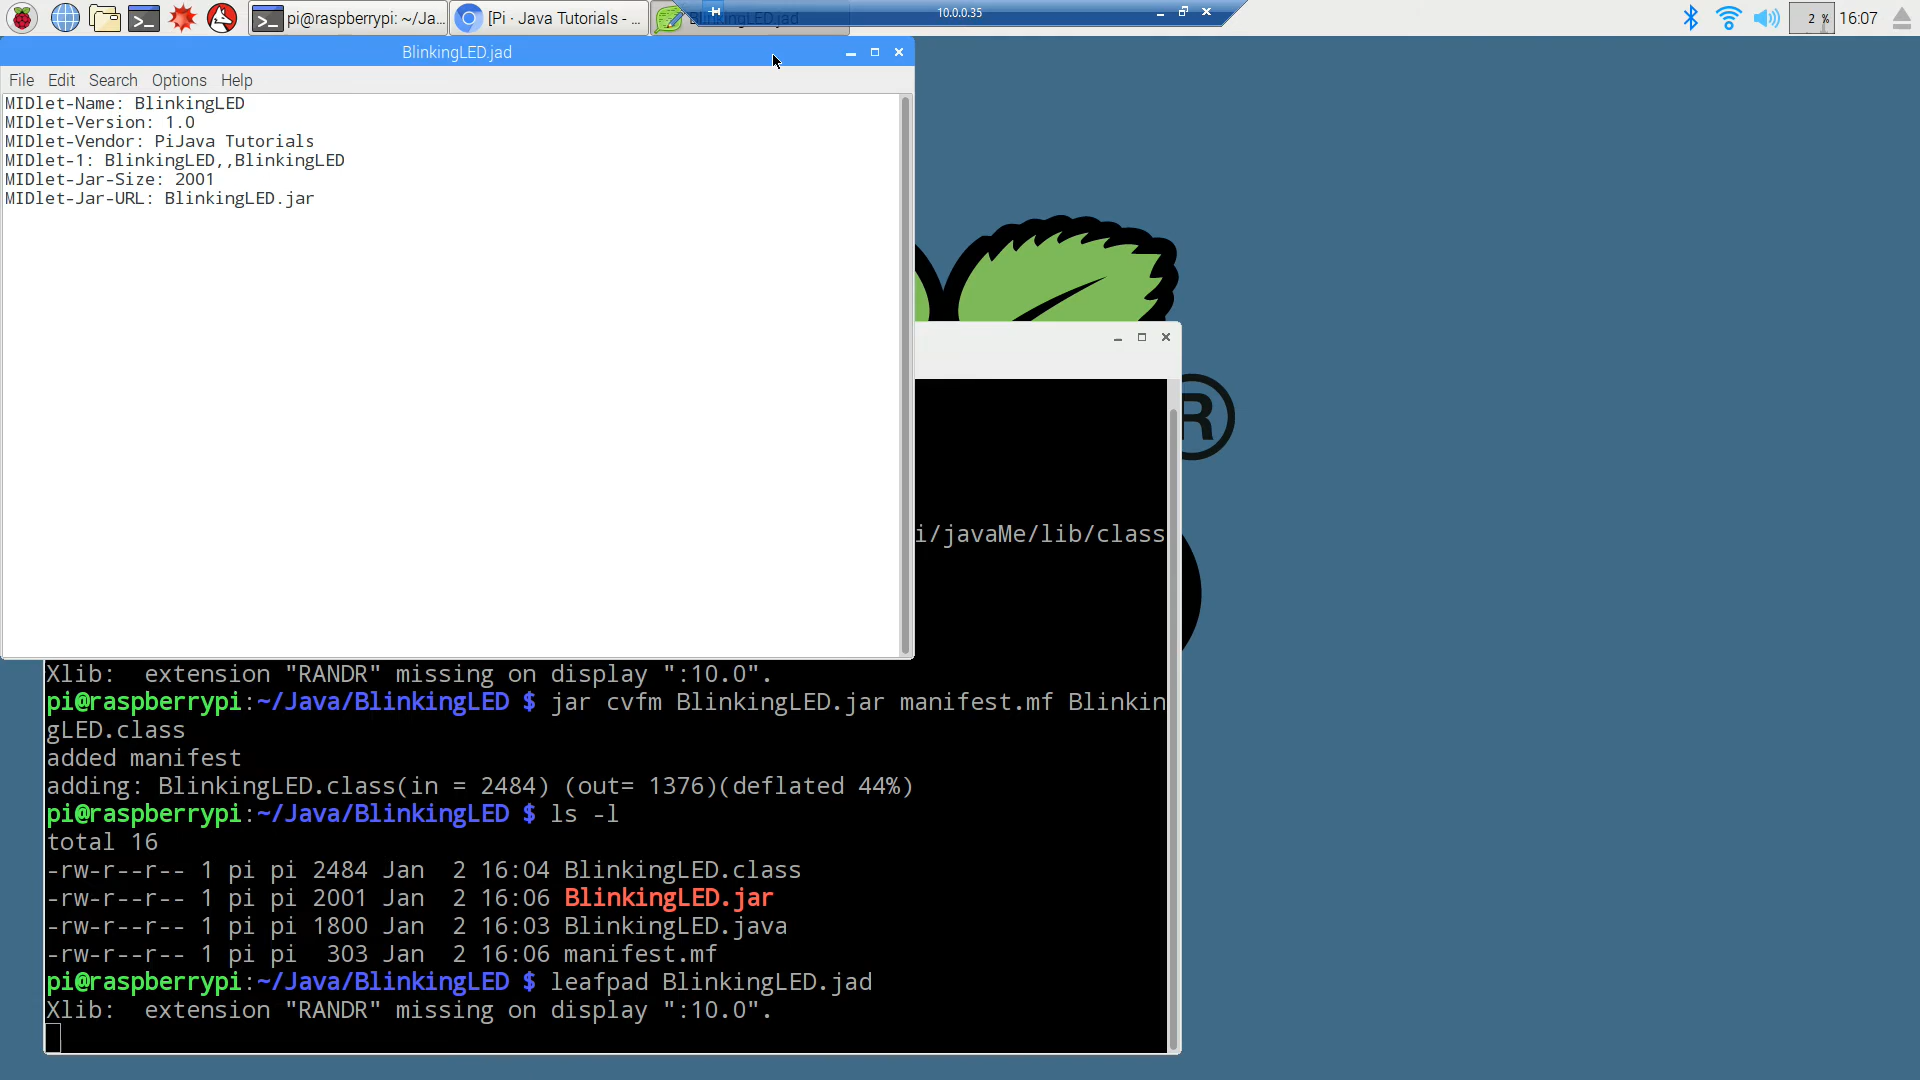 pi@raspberrypi: ~/Ja...
[Pi · Java Tutorials - ...
BlinkingLED.jad
10.0.0.35
2 %
16:07
BlinkingLED.jad
File Edit Search Options Help
MIDlet-Name: BlinkingLED
MIDlet-Version: 1.0
MIDlet-Vendor: PiJava Tutorials
MIDlet-1: BlinkingLED,,BlinkingLED
MIDlet-Jar-Size: 2001
MIDlet-Jar-URL: BlinkingLED.jar
®
i/javaMe/lib/class
Xlib:  extension "RANDR" missing on display ":10.0".
pi@raspberrypi:~/Java/BlinkingLED $ jar cvfm BlinkingLED.jar manifest.mf Blinkin
gLED.class
added manifest
adding: BlinkingLED.class(in = 2484) (out= 1376)(deflated 44%)
pi@raspberrypi:~/Java/BlinkingLED $ ls -l
total 16
-rw-r--r-- 1 pi pi 2484 Jan  2 16:04 BlinkingLED.class
-rw-r--r-- 1 pi pi 2001 Jan  2 16:06 BlinkingLED.jar
-rw-r--r-- 1 pi pi 1800 Jan  2 16:03 BlinkingLED.java
-rw-r--r-- 1 pi pi  303 Jan  2 16:06 manifest.mf
pi@raspberrypi:~/Java/BlinkingLED $ leafpad BlinkingLED.jad
Xlib:  extension "RANDR" missing on display ":10.0".